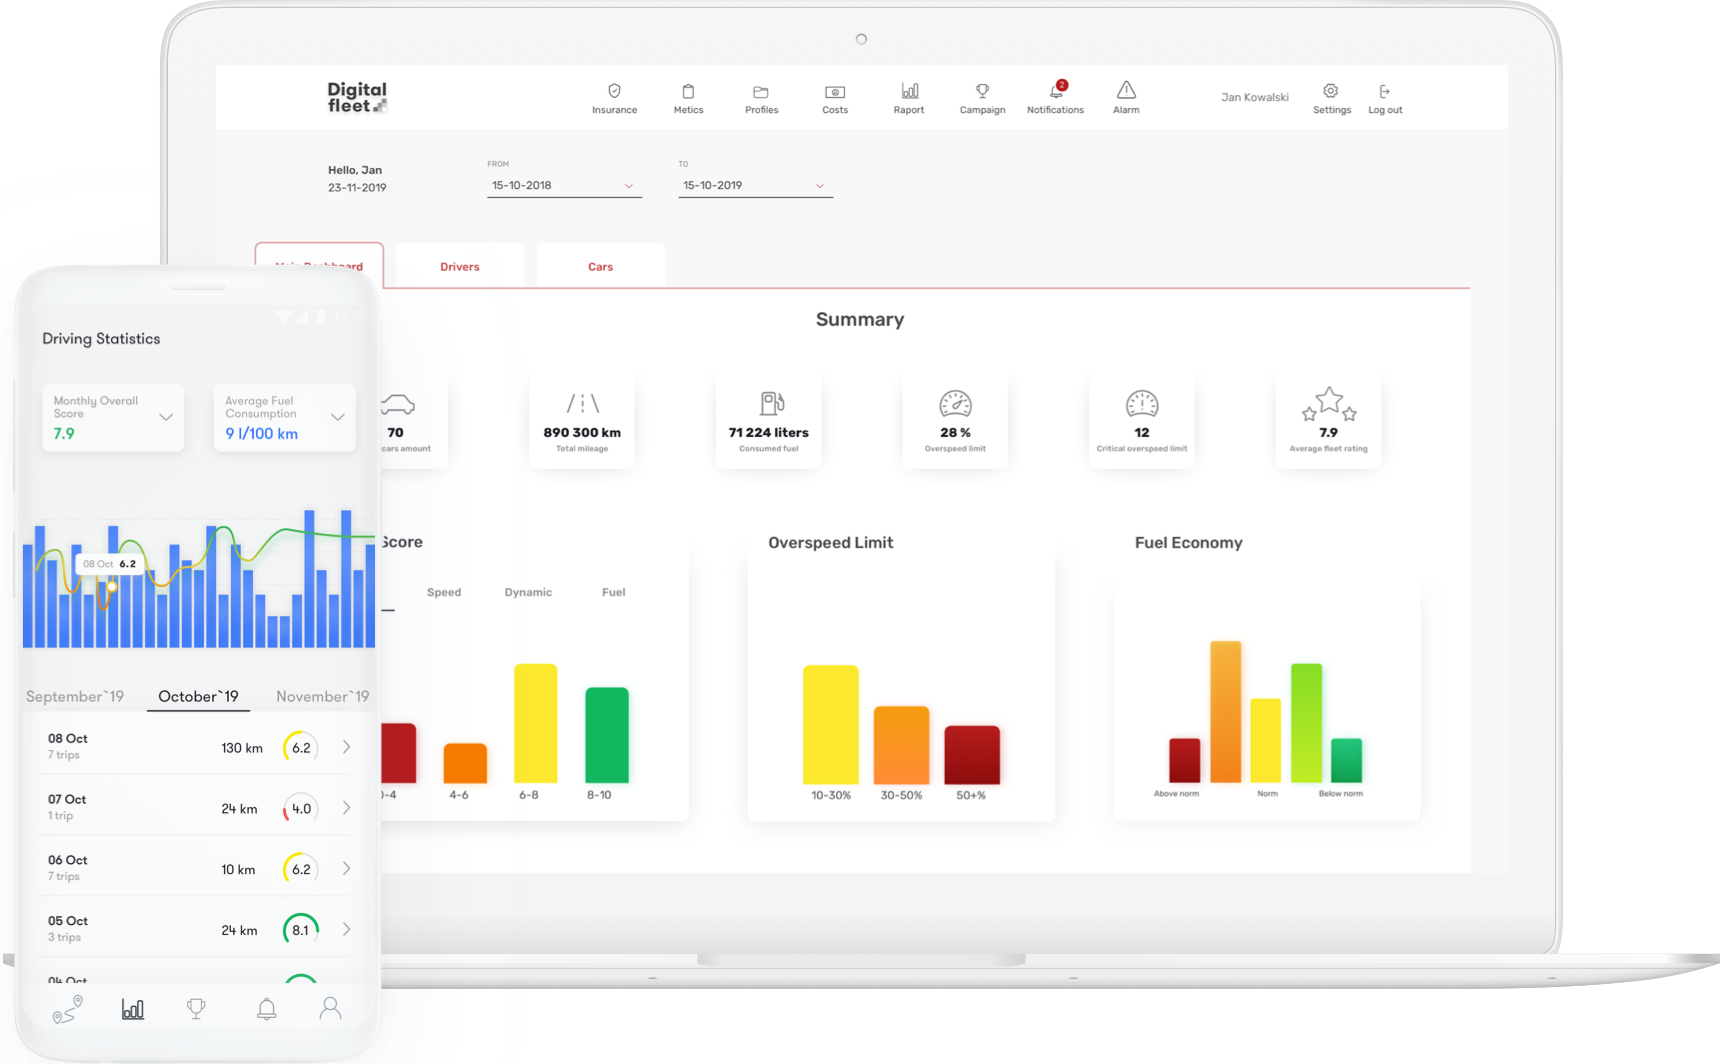 Digital
fleet
Insurance
Metics
Profiles
Costs
Raport
Campaign
2
Notifications
Alarm
Jan Kowalski
Settings
Log out
Hello, Jan
23-11-2019
FROM
15-10-2018
TO
15-10-2019
Drivers
Cars
Summary
70
cars amount
890 300 km
Total mileage
71 224 liters
Consumed fuel
28 %
Overspeed limit
12
Critical overspeed limit
7.9
Average fleet rating
Score
Speed
Dynamic
Fuel
0-4
4-6
6-8
8-10
Overspeed Limit
10-30%
30-50%
50+%
Fuel Economy
Above norm
Norm
Below norm
12:30
Driving Statistics
Monthly Overall
Score
7.9
Average Fuel
Consumption
9 l/100 km
08 Oct 6.2
September`19
October`19
November`19
08 Oct
7 trips
130 km
6.2
07 Oct
1 trip
24 km
4.0
06 Oct
7 trips
10 km
6.2
05 Oct
3 trips
24 km
8.1
04 Oct